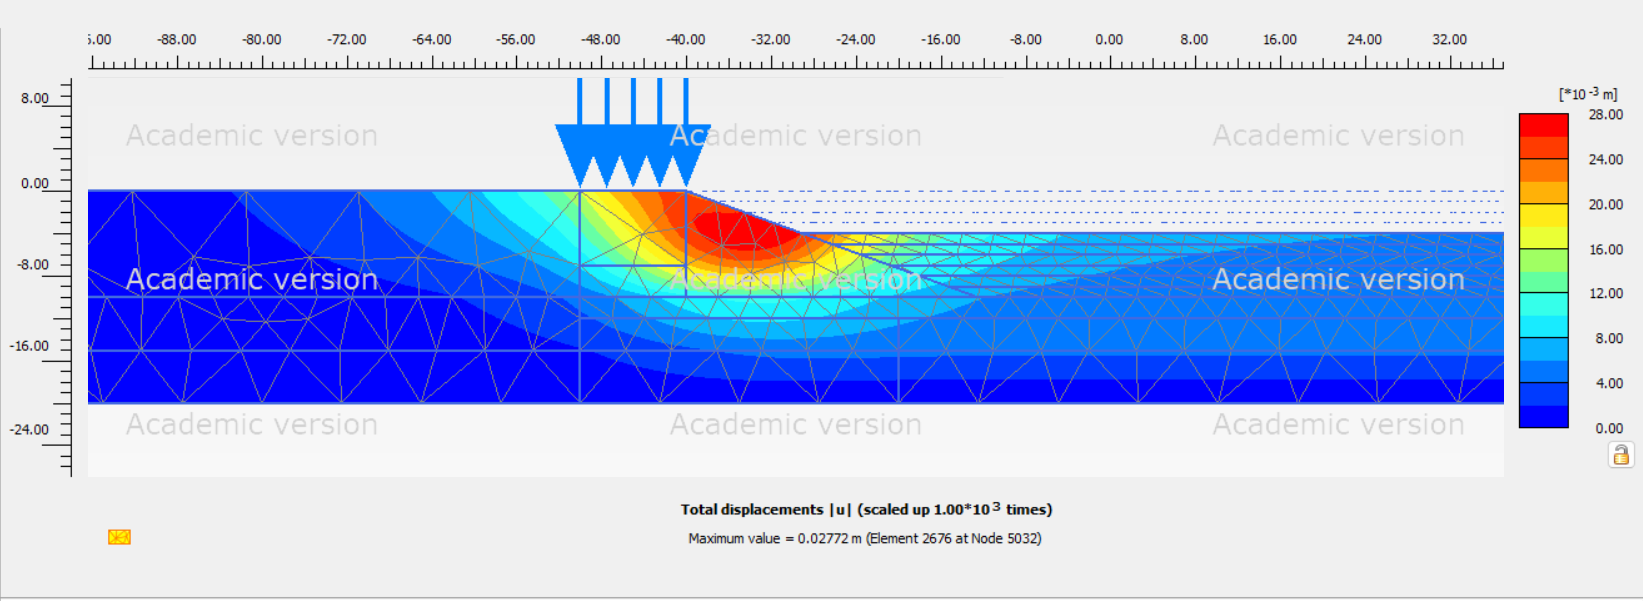 5.00 -88.00 -80.00 -72.00 -64.00 -56.00 -48.00 -40.00 -32.00 -24.00 -16.00 -8.00 0.00 8.00 16.00 24.00 32.00
[*10 -3 m]
8.00
28.00
Academic version Academic version Academic version
24.00
0.00
20.00
16.00
-8.00
Academic version Academic version Academic version
12.00
8.00
-16.00
4.00
-24.00
0.00
Academic version Academic version Academic version
Total displacements |u| (scaled up 1.00*10 3 times)
Maximum value = 0.02772 m (Element 2676 at Node 5032)